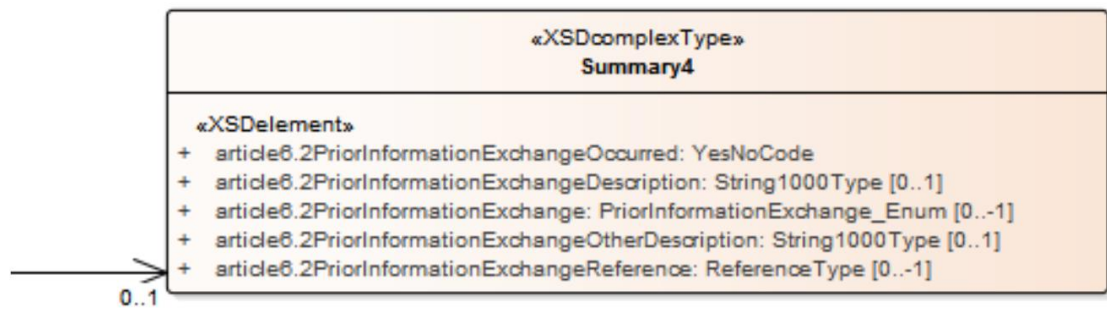 «XSDcomplexType»
Summary4
«XSDelement»
+ article6.2PriorInformationExchangeOccurred: YesNoCode
+ article6.2PriorInformationExchangeDescription: String1000Type [0..1]
+ article6.2PriorInformationExchange: PriorInformationExchange_Enum [0..-1]
+ article6.2PriorInformationExchangeOtherDescription: String1000Type [0..1]
+ article6.2PriorInformationExchangeReference: ReferenceType [0..-1]
0..1